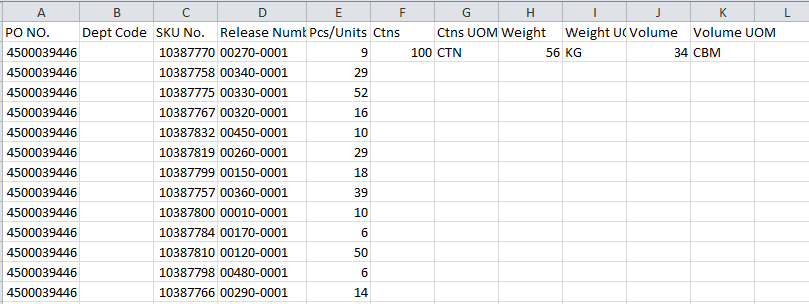 A B C D E F G H I J K L
PO NO. Dept Code SKU No. Release Numb Pcs/Units Ctns Ctns UOM Weight Weight UO Volume Volume UOM
4500039446 10387770 00270-0001 9 100 CTN 56 KG 34 CBM
4500039446 10387758 00340-0001 29
4500039446 10387775 00330-0001 52
4500039446 10387767 00320-0001 16
4500039446 10387832 00450-0001 10
4500039446 10387819 00260-0001 29
4500039446 10387799 00150-0001 18
4500039446 10387757 00360-0001 39
4500039446 10387800 00010-0001 10
4500039446 10387784 00170-0001 6
4500039446 10387810 00120-0001 50
4500039446 10387798 00480-0001 6
4500039446 10387766 00290-0001 14